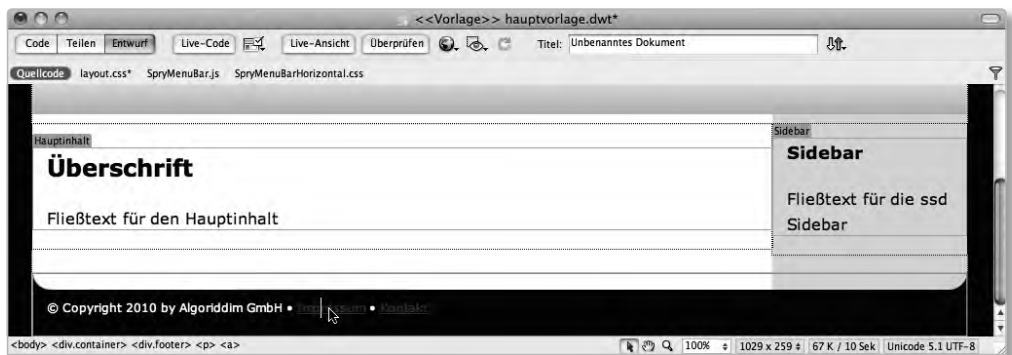 <<Vorlage>> hauptvorlage.dwt*
Code Teilen Entwurf Live-Code Live-Ansicht Überprüfen Titel: Unbenanntes Dokument
Quellcode layout.css* SpryMenuBar.js SpryMenuBarHorizontal.css
Hauptinhalt
Überschrift
Fließtext für den Hauptinhalt
Sidebar
Sidebar
Fließtext für die ssd
Sidebar
© Copyright 2010 by Algoriddim GmbH • Impressum • Kontakt
<body> <div.container> <div.footer> <p> <a> 100% 1029 x 259 67 K / 10 Sek Unicode 5.1 UTF-8